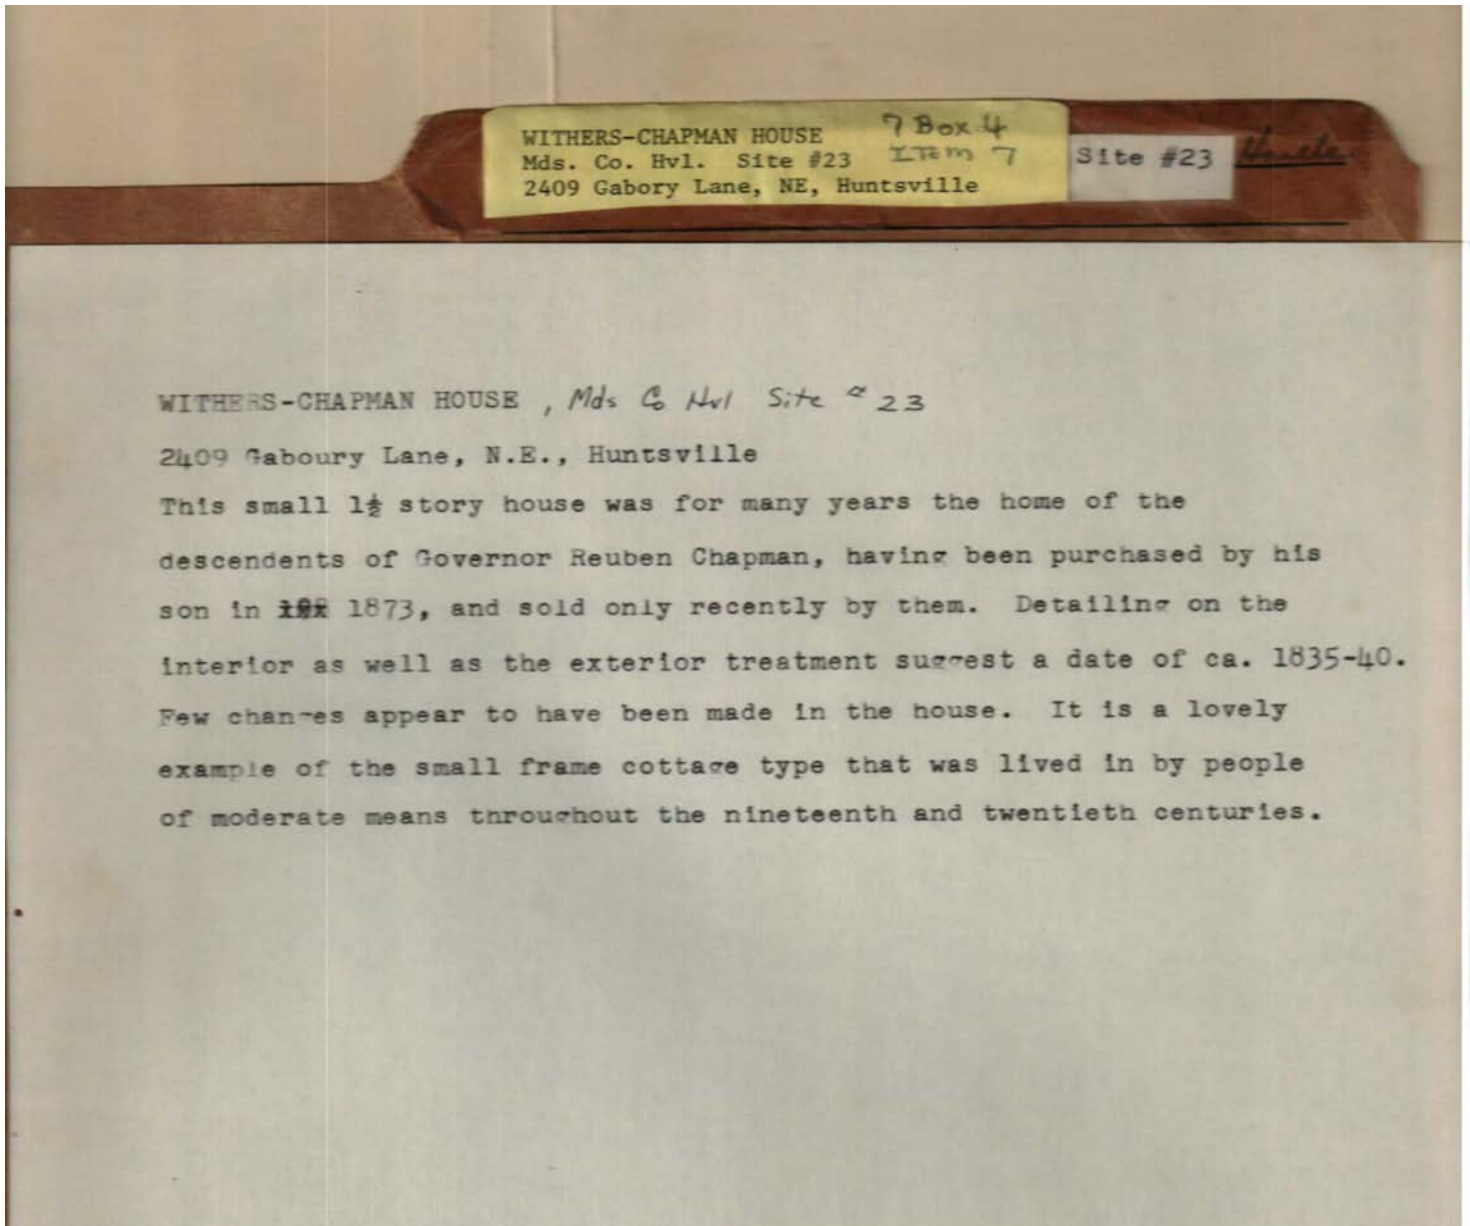 WITHERS-CHAPMAN HOUSE 7 Box 4
Mds. Co. Hvl. Site #23 ITEM 7
2409 Gabory Lane, NE, Huntsville
Site #23
WITHERS-CHAPMAN HOUSE , Mds Co Hvl Site # 23
2409 Gaboury Lane, N.E., Huntsville
This small 1½ story house was for many years the home of the
descendents of Governor Reuben Chapman, having been purchased by his
son in 1873, and sold only recently by them. Detailing on the
interior as well as the exterior treatment suggest a date of ca. 1835-40.
Few changes appear to have been made in the house. It is a lovely
example of the small frame cottage type that was lived in by people
of moderate means throughout the nineteenth and twentieth centuries.